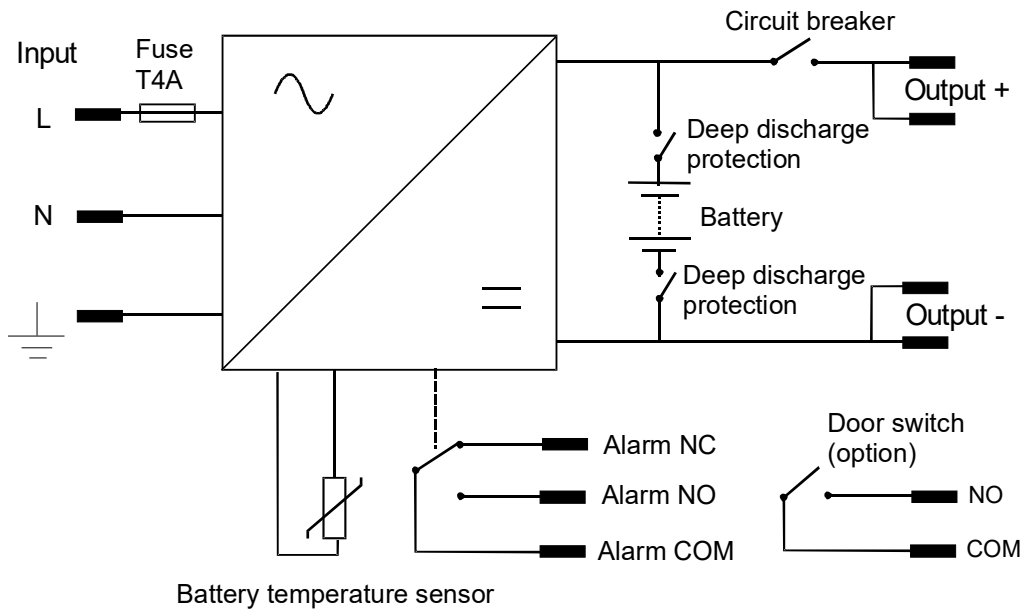 Circuit breaker
Input
Fuse
T4A
L
Output +
Deep discharge
protection
N
Battery
Deep discharge
protection
Output -
Door switch
(option)
Alarm NC
Alarm NO
NO
Alarm COM
COM
Battery temperature sensor